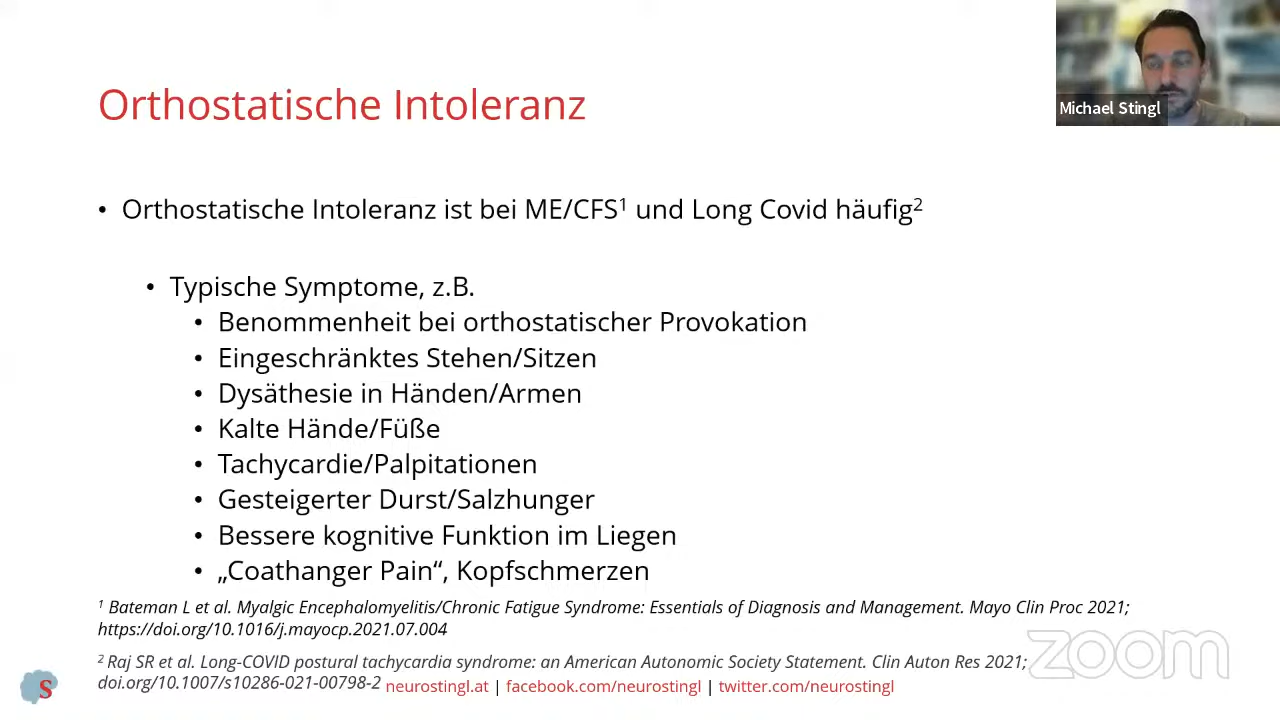 Michael Stingl
Orthostatische Intoleranz
• Orthostatische Intoleranz ist bei ME/CFS¹ und Long Covid häufig²
• Typische Symptome, z.B.
• Benommenheit bei orthostatischer Provokation
• Eingeschränktes Stehen/Sitzen
• Dysäthesie in Händen/Armen
• Kalte Hände/Füße
• Tachycardie/Palpitationen
• Gesteigerter Durst/Salzhunger
• Bessere kognitive Funktion im Liegen
• „Coathanger Pain“, Kopfschmerzen
¹ Bateman L et al. Myalgic Encephalomyelitis/Chronic Fatigue Syndrome: Essentials of Diagnosis and Management. Mayo Clin Proc 2021;
https://doi.org/10.1016/j.mayocp.2021.07.004
² Raj SR et al. Long-COVID postural tachycardia syndrome: an American Autonomic Society Statement. Clin Auton Res 2021;
doi.org/10.1007/s10286-021-00798-2
neurostingl.at | facebook.com/neurostingl | twitter.com/neurostingl
S
zoom